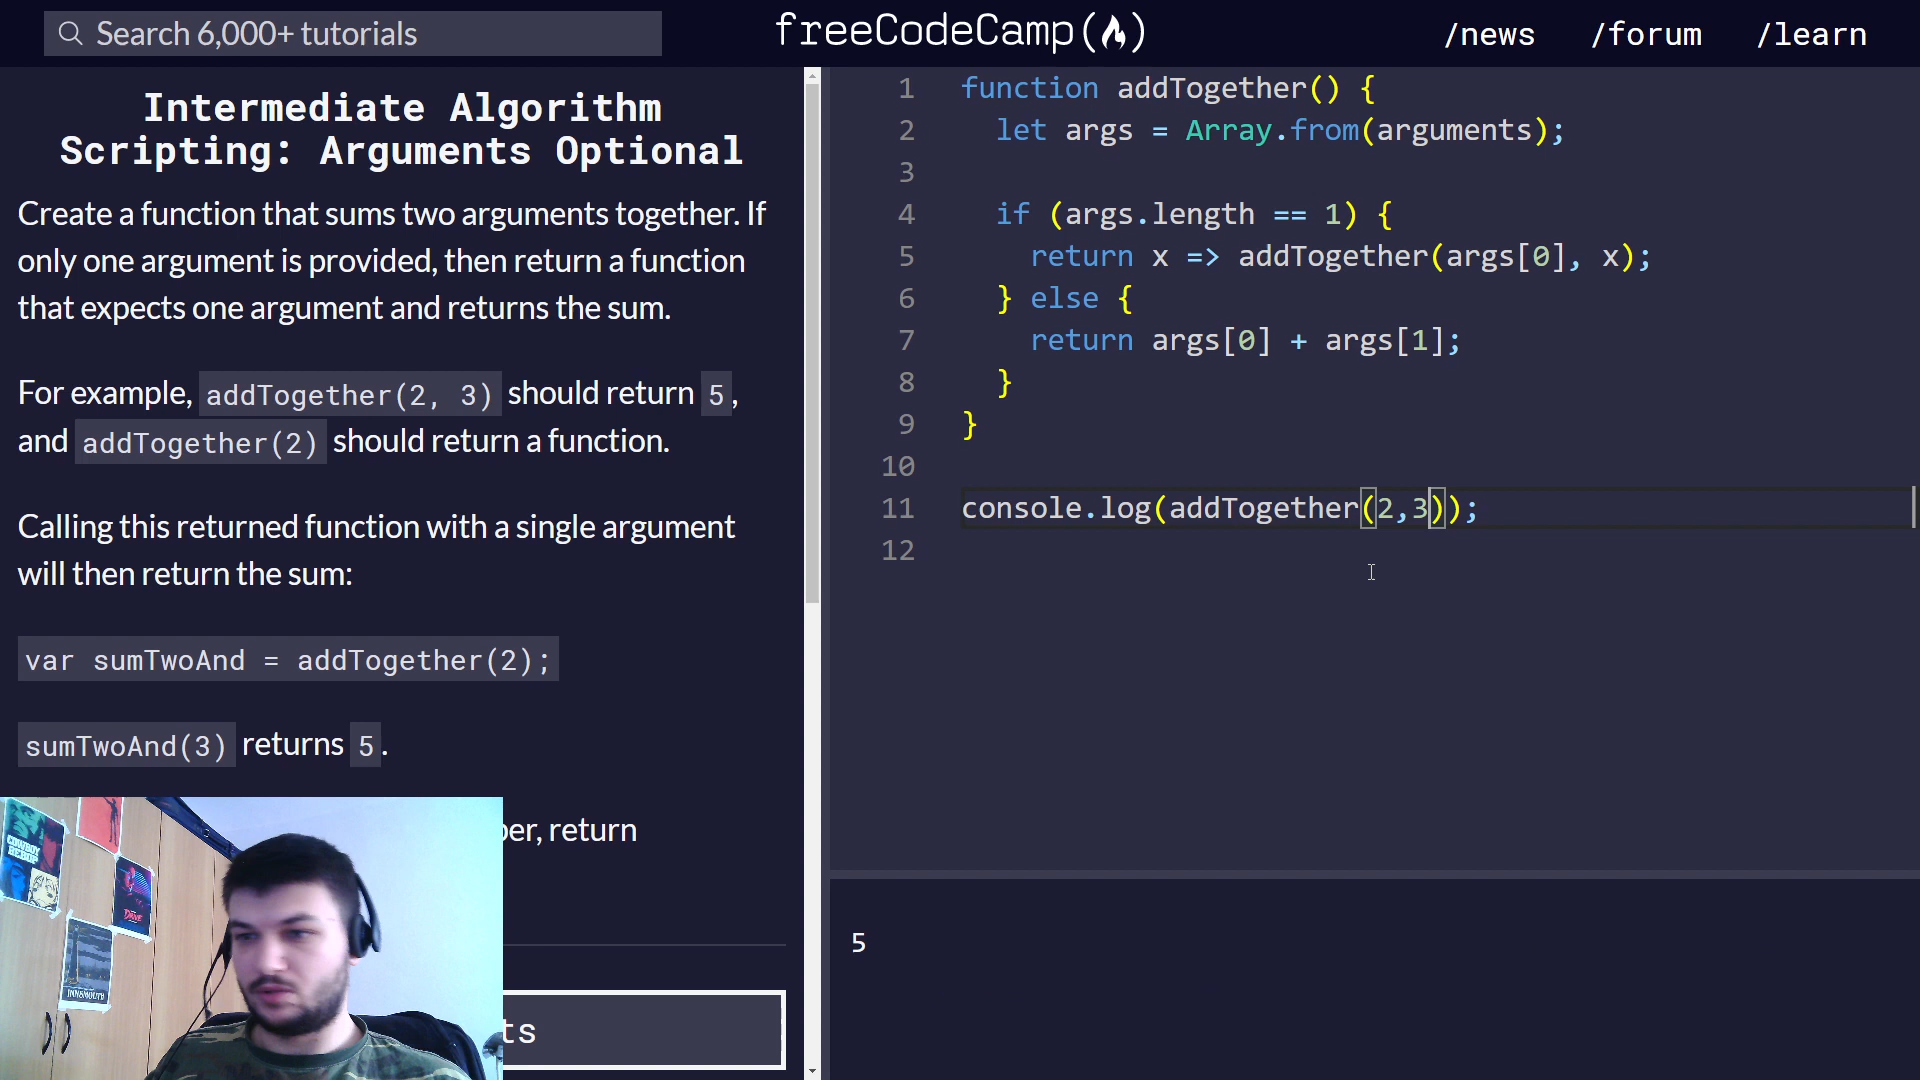 Search 6,000+ tutorials
freeCodeCamp
/news
/forum
/learn
Intermediate Algorithm
Scripting: Arguments Optional
Create a function that sums two arguments together. If
only one argument is provided, then return a function
that expects one argument and returns the sum.
For example, addTogether(2, 3) should return 5,
and addTogether(2) should return a function.
Calling this returned function with a single argument
will then return the sum:
var sumTwoAnd = addTogether(2);
sumTwoAnd(3) returns 5.
ber, return
ts
COWBOY
BEBOP
DRIVE
INNSMOUTH
1 function addTogether() {
2 let args = Array.from(arguments);
3
4 if (args.length == 1) {
5 return x => addTogether(args[0], x);
6 } else {
7 return args[0] + args[1];
8 }
9 }
10
11 console.log(addTogether(2,3));
12
5